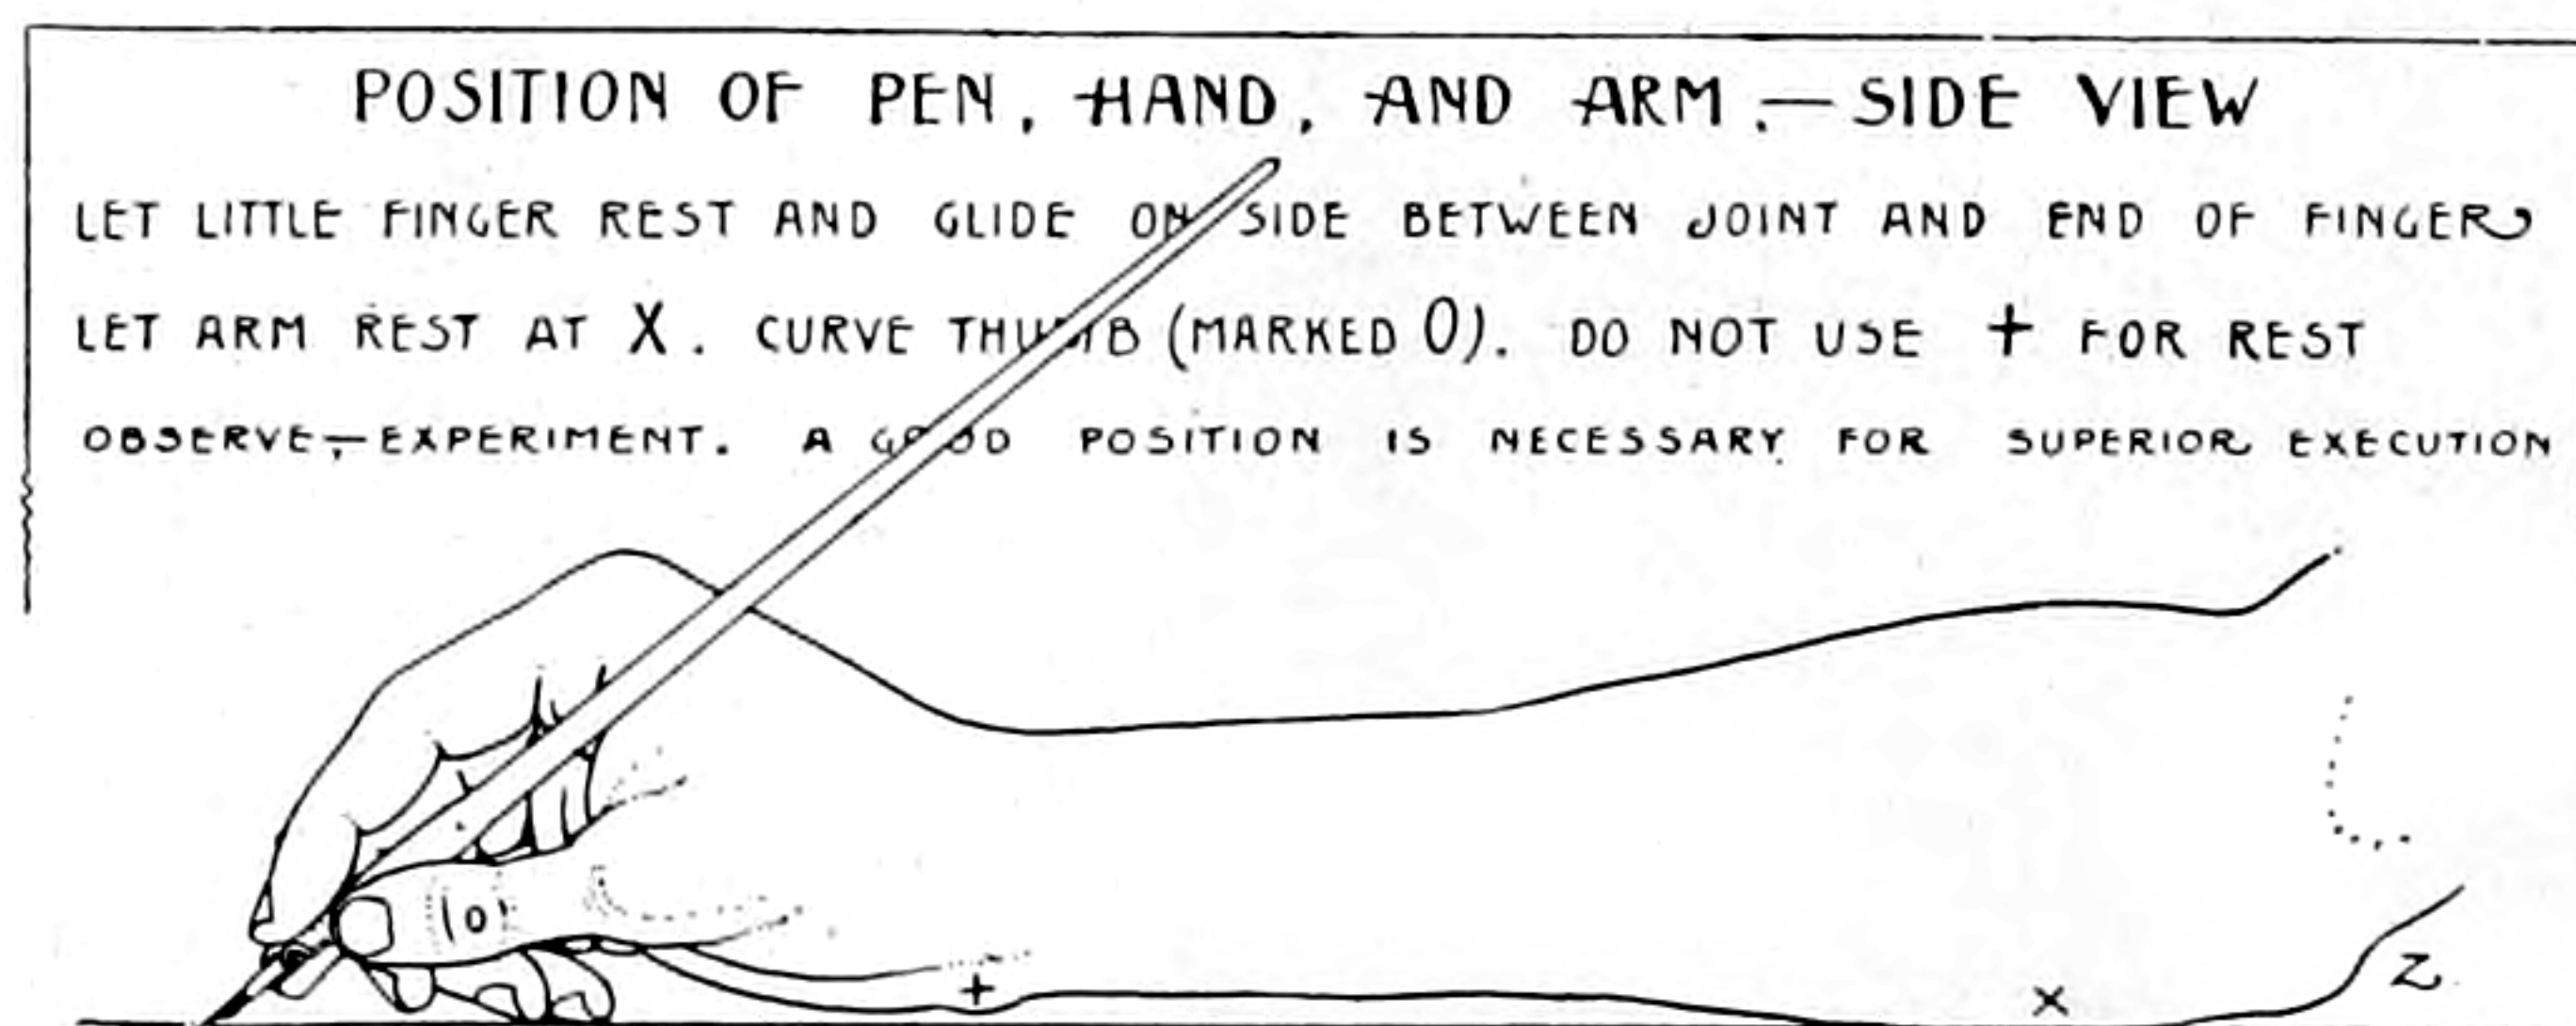 POSITION OF PEN, HAND, AND ARM.—SIDE VIEW
LET LITTLE FINGER REST AND GLIDE ON SIDE BETWEEN JOINT AND END OF FINGER
LET ARM REST AT X. CURVE THUMB (MARKED O). DO NOT USE + FOR REST
OBSERVE,—EXPERIMENT. A GOOD POSITION IS NECESSARY FOR SUPERIOR EXECUTION
O
+
X
Z